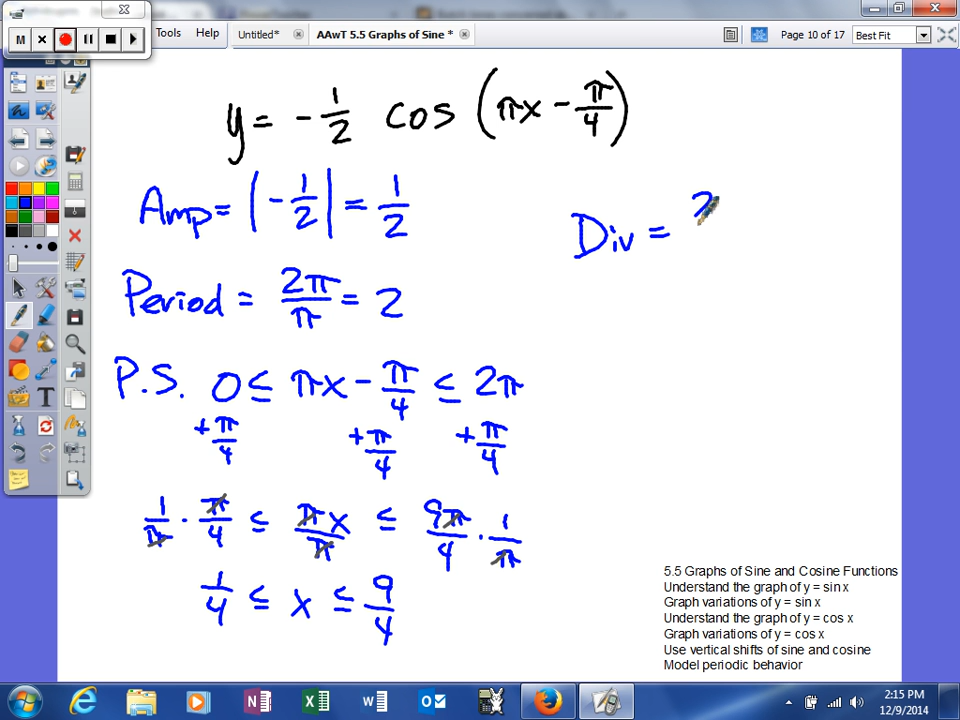 Tools Help Untitled* AAwT 5.5 Graphs of Sine * Page 10 of 17 Best Fit
M
y = -1/2 cos (πx - π/4)
Amp = |-1/2| = 1/2
Div = 2
Period = 2π/π = 2
P.S. 0 ≤ πx - π/4 ≤ 2π
+π/4 +π/4 +π/4
1/π · π/4 ≤ πx/π ≤ 9π/4 · 1/π
1/4 ≤ x ≤ 9/4
5.5 Graphs of Sine and Cosine Functions
Understand the graph of y = sin x
Graph variations of y = sin x
Understand the graph of y = cos x
Graph variations of y = cos x
Use vertical shifts of sine and cosine
Model periodic behavior
2:15 PM
12/9/2014